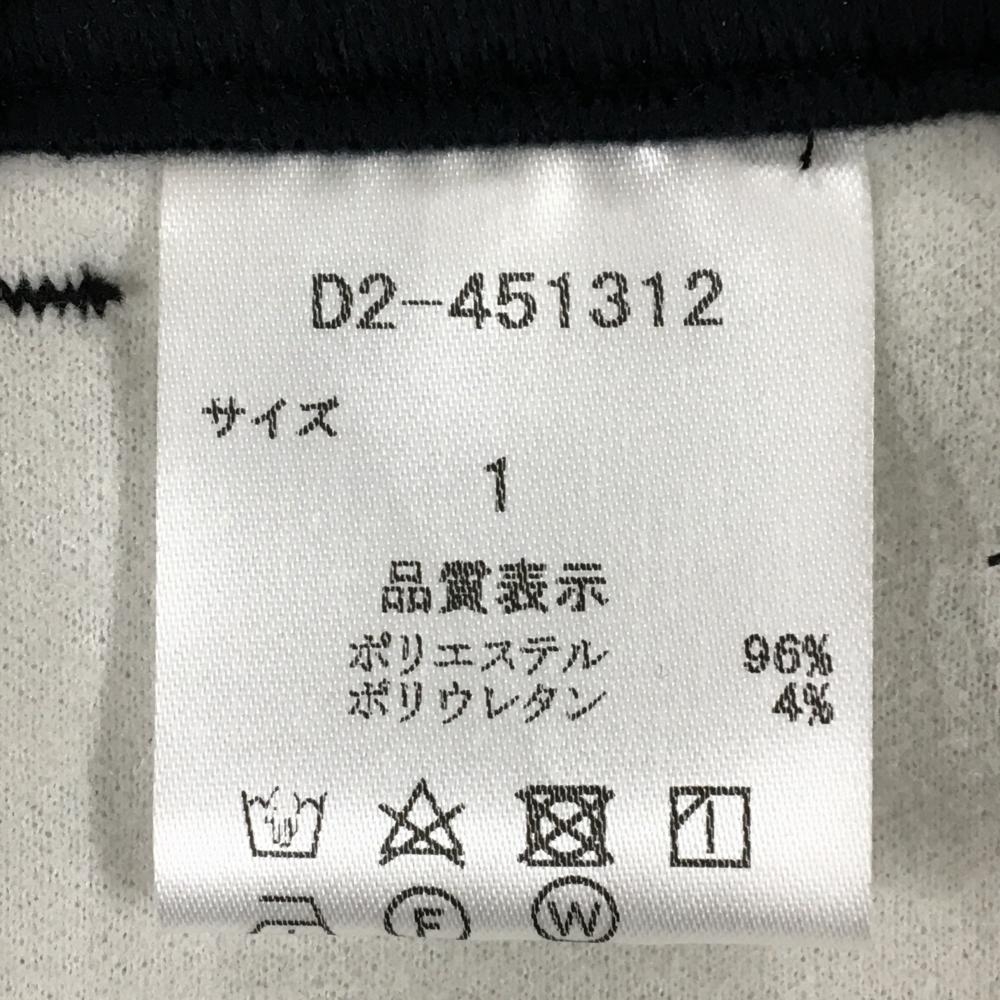 D2-451312
サイズ
1
品質表示
ポリエステル 96%
ポリウレタン 4%
F W